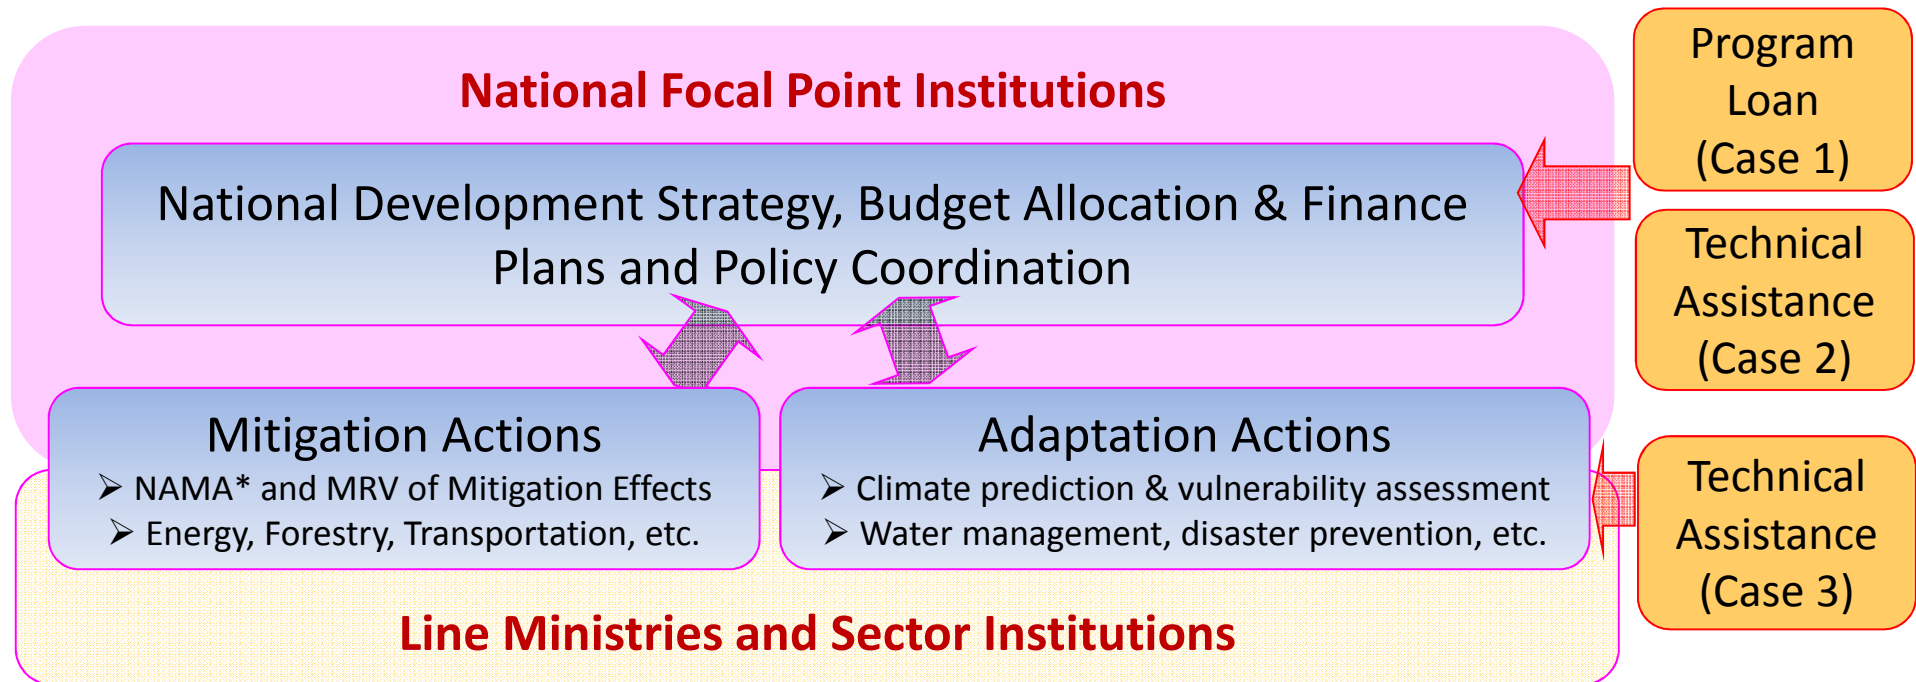 National Focal Point Institutions
National Development Strategy, Budget Allocation & Finance
Plans and Policy Coordination
Mitigation Actions
➢ NAMA* and MRV of Mitigation Effects
➢ Energy, Forestry, Transportation, etc.
Adaptation Actions
➢ Climate prediction & vulnerability assessment
➢ Water management, disaster prevention, etc.
Line Ministries and Sector Institutions
Program
Loan
(Case 1)
Technical
Assistance
(Case 2)
Technical
Assistance
(Case 3)